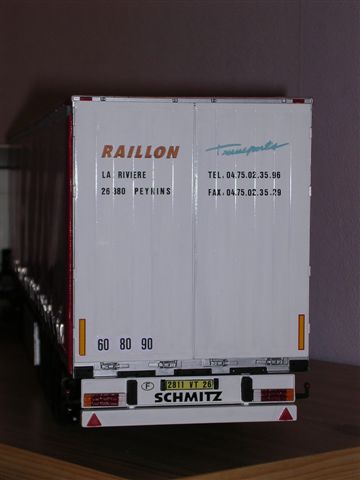 RAILLON Transports
LA RIVIERE TEL. 04.75.02.35.96
26380 PEYRINS FAX. 04.75.02.35.29
60 80 90
F 2811 VT 26
SCHMITZ